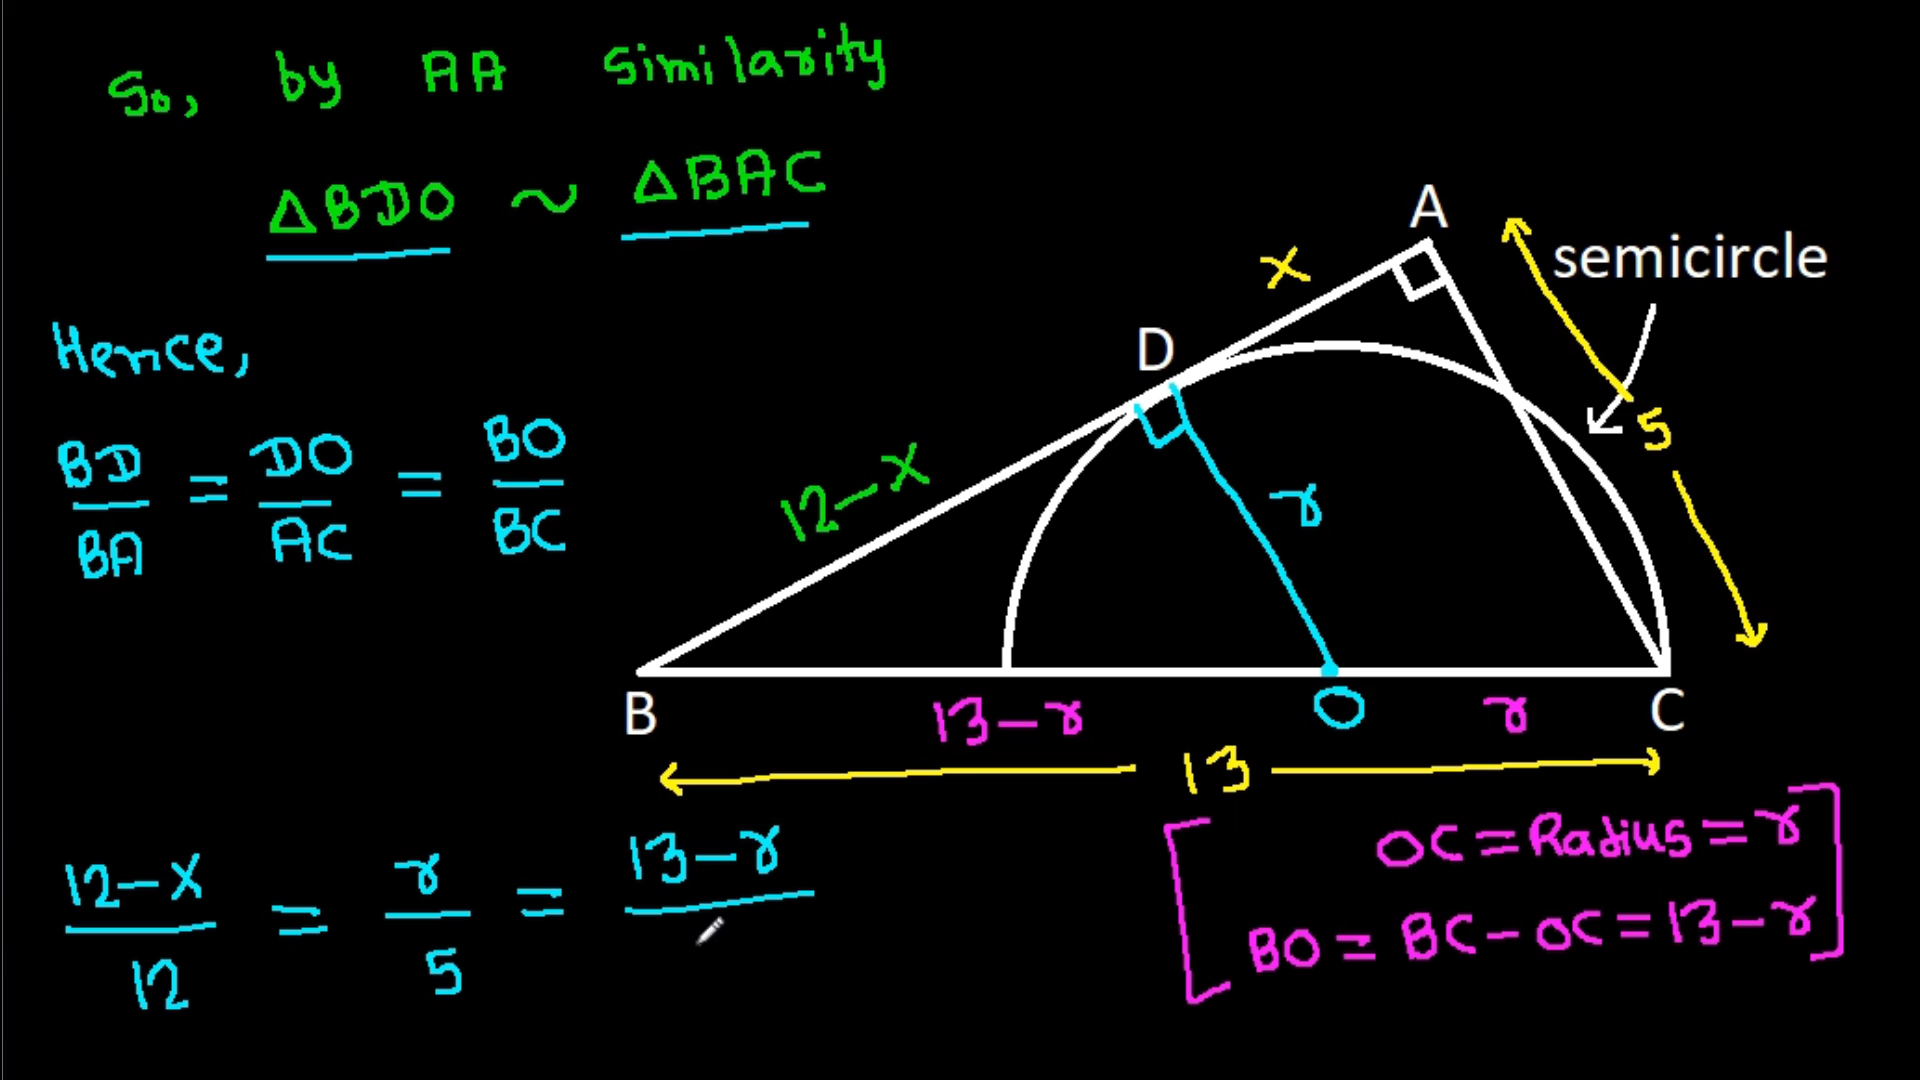 So, by AA similarity
ΔBDO ~ ΔBAC
Hence,
BD/BA = DO/AC = BO/BC
12-x/12 = r/5 = 13-r
A
semicircle
x
D
5
12-x
r
B
13-r
O
r
C
13
OC = Radius = r
BO = BC - OC = 13-r